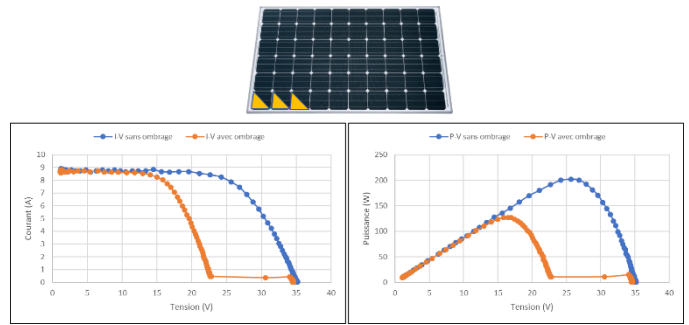 I-V sans ombrage I-V avec ombrage
10
9
8
7
6
5
4
3
2
1
0
Courant (A)
0 5 10 15 20 25 30 35 40
Tension (V)
P-V sans ombrage P-V avec ombrage
250
200
150
100
50
0
Puissance (W)
0 5 10 15 20 25 30 35 40
Tension (V)